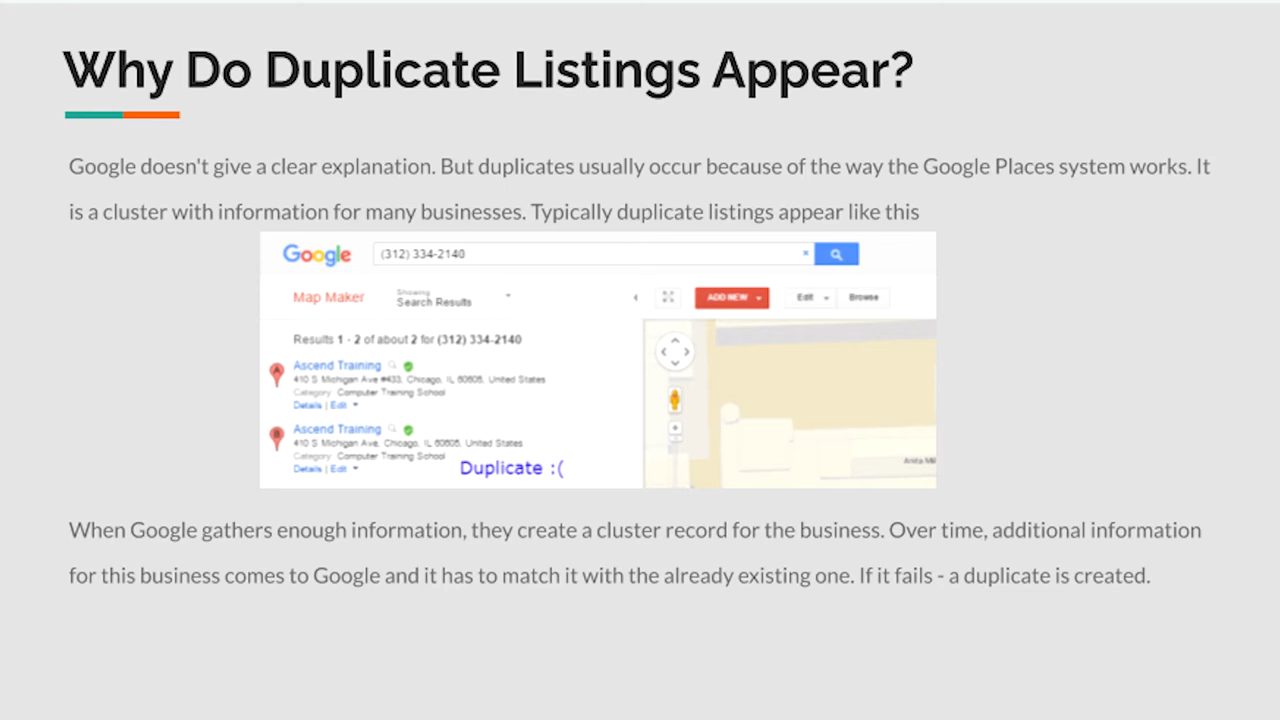 Why Do Duplicate Listings Appear?
Google doesn't give a clear explanation. But duplicates usually occur because of the way the Google Places system works. It
is a cluster with information for many businesses. Typically duplicate listings appear like this
Google (312) 334-2140 ×
Map Maker Showing Search Results ADD NEW Edit Browse
Results 1 - 2 of about 2 for (312) 334-2140
A Ascend Training
410 S Michigan Ave #433, Chicago, IL 60605, United States
Category: Computer Training School
Details | Edit
B Ascend Training
410 S Michigan Ave, Chicago, IL 60605, United States
Category: Computer Training School
Details | Edit
Duplicate :(
When Google gathers enough information, they create a cluster record for the business. Over time, additional information
for this business comes to Google and it has to match it with the already existing one. If it fails - a duplicate is created.